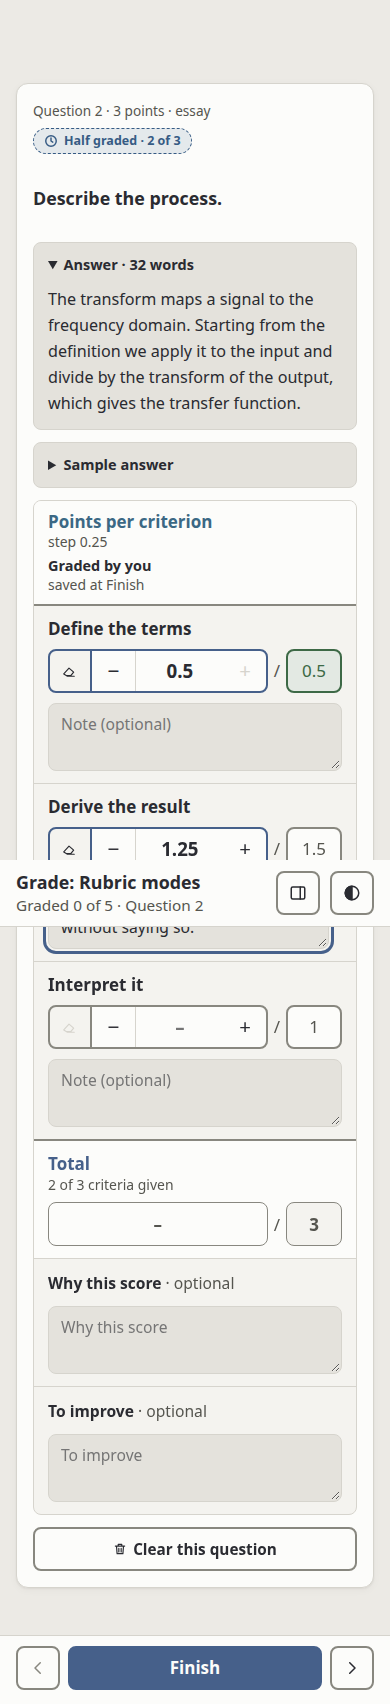 Question 2 · 3 points · essay
Half graded · 2 of 3
Describe the process.
▼ Answer · 32 words
The transform maps a signal to the
frequency domain. Starting from the
definition we apply it to the input and
divide by the transform of the output,
which gives the transfer function.
▶ Sample answer
Points per criterion
step 0.25
Graded by you
saved at Finish
Define the terms
− 0.5 + / 0.5
Note (optional)
Derive the result
− 1.25 + / 1.5
Grade: Rubric modes
Graded 0 of 5 · Question 2
without saying so.
Interpret it
− – + / 1
Note (optional)
Total
2 of 3 criteria given
– / 3
Why this score · optional
Why this score
To improve · optional
To improve
Clear this question
Finish